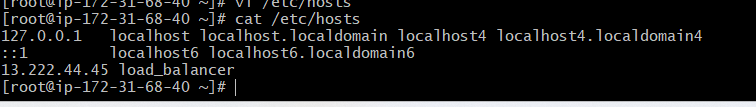 [root@ip-172-31-68-40 ~]# vi /etc/hosts
[root@ip-172-31-68-40 ~]# cat /etc/hosts
127.0.0.1   localhost localhost.localdomain localhost4 localhost4.localdomain4
::1         localhost6 localhost6.localdomain6
13.222.44.45 load_balancer
[root@ip-172-31-68-40 ~]#